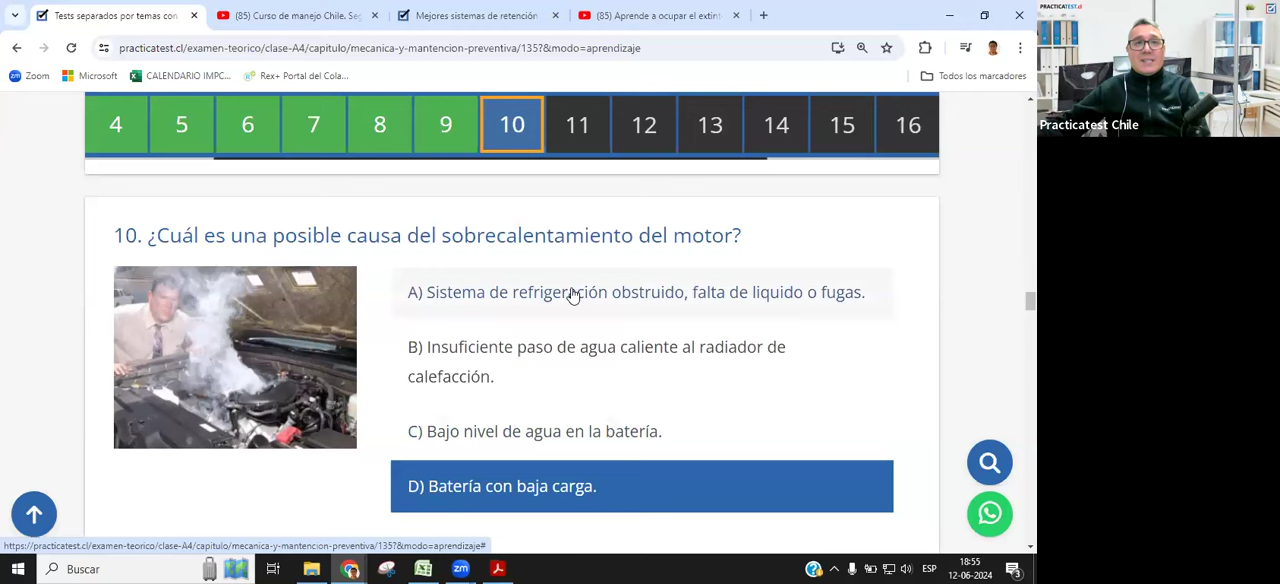 Tests separados por temas con
(85) Curso de manejo Chile: Seg
Mejores sistemas de retención
(85) Aprende a ocupar el extint
practicatest.cl/examen-teorico/clase-A4/capitulo/mecanica-y-mantencion-preventiva/135?&modo=aprendizaje
Zoom
Microsoft
CALENDARIO IMPC...
Rex+ Portal del Cola...
Todos los marcadores
PRACTICATEST.cl
Practicatest Chile
4 5 6 7 8 9 10 11 12 13 14 15 16
10. ¿Cuál es una posible causa del sobrecalentamiento del motor?
A) Sistema de refrigeración obstruido, falta de liquido o fugas.
B) Insuficiente paso de agua caliente al radiador de
calefacción.
C) Bajo nivel de agua en la batería.
D) Batería con baja carga.
https://practicatest.cl/examen-teorico/clase-A4/capitulo/mecanica-y-mantencion-preventiva/135?&modo=aprendizaje#
Buscar
ESP
18:55
12-06-2024
3